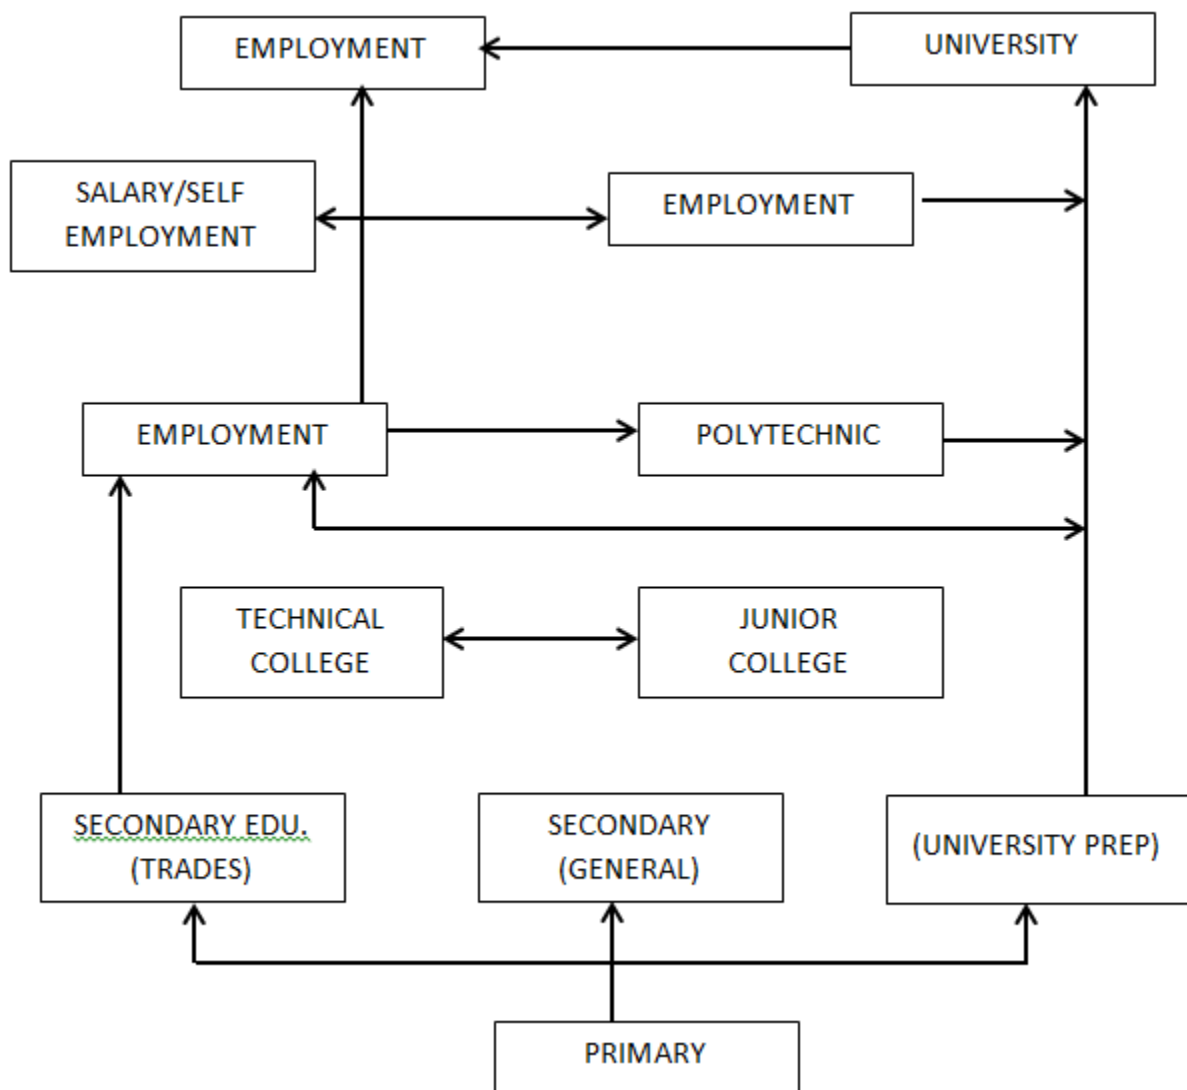 EMPLOYMENT
UNIVERSITY
SALARY/SELF
EMPLOYMENT
EMPLOYMENT
EMPLOYMENT
POLYTECHNIC
TECHNICAL
COLLEGE
JUNIOR
COLLEGE
SECONDARY EDU.
(TRADES)
SECONDARY
(GENERAL)
(UNIVERSITY PREP)
PRIMARY